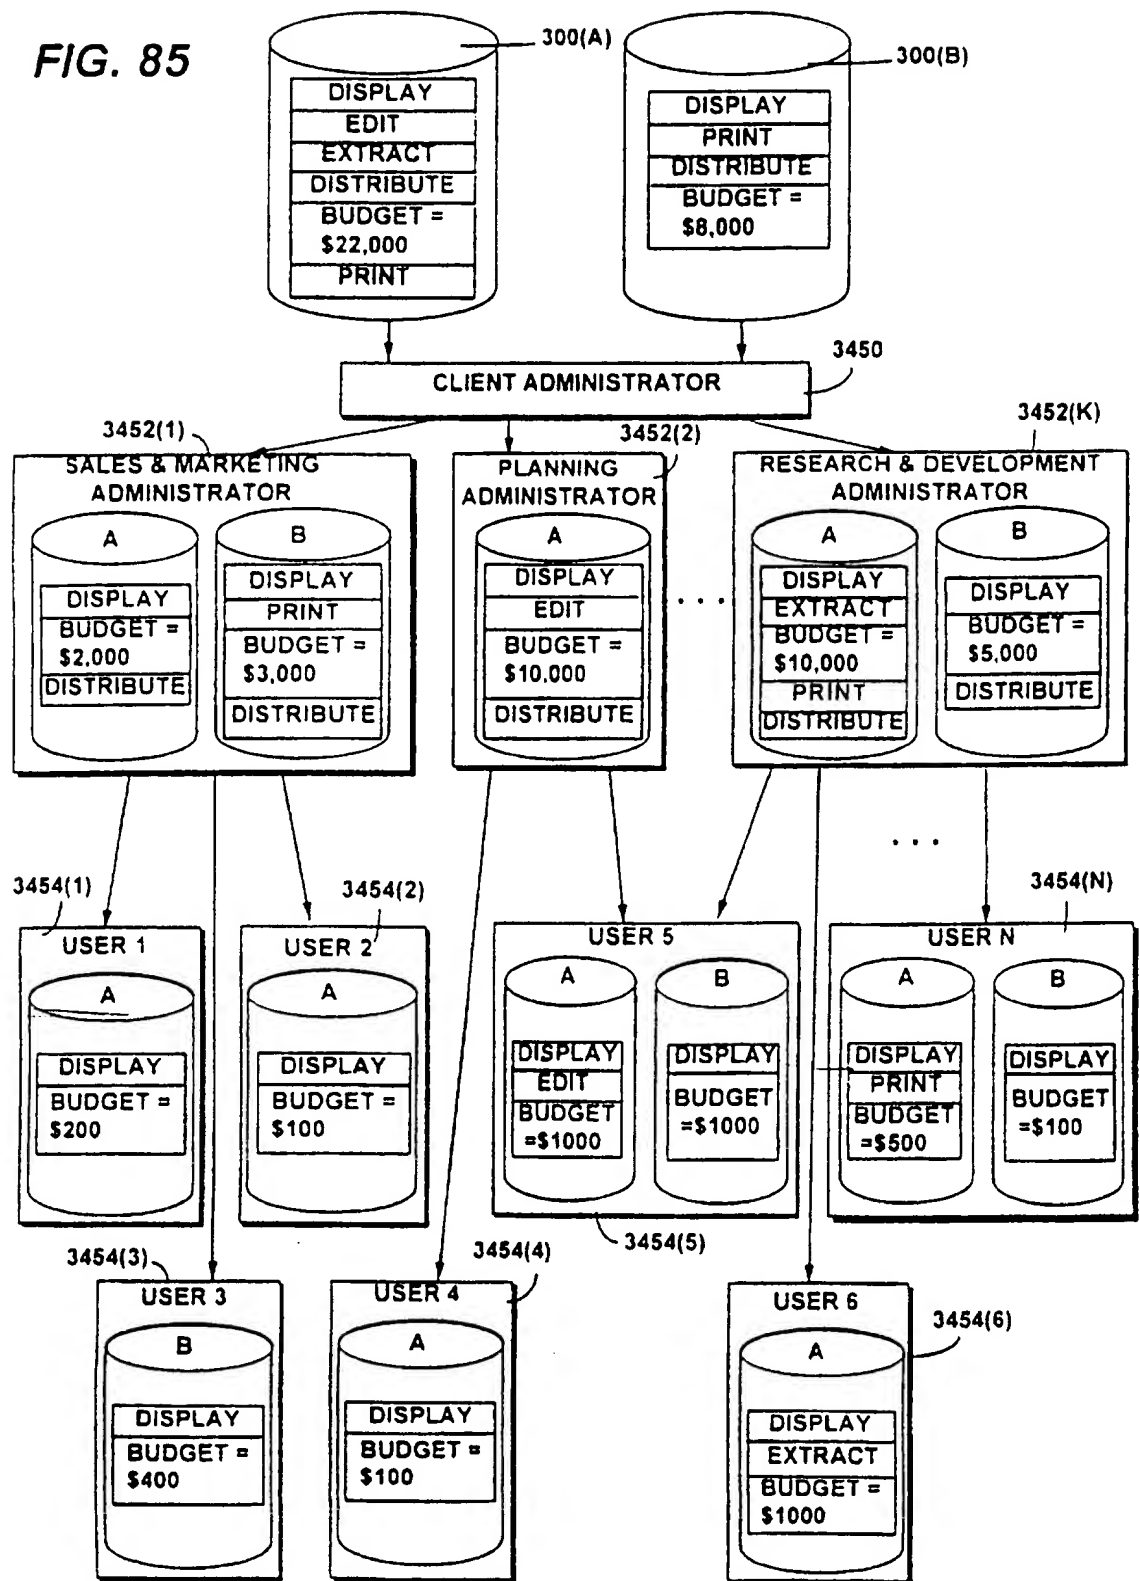 FIG. 85
300(A)
DISPLAY
EDIT
EXTRACT
DISTRIBUTE
BUDGET =
$22,000
PRINT
300(B)
DISPLAY
PRINT
DISTRIBUTE
BUDGET =
$8,000
3450
CLIENT ADMINISTRATOR
3452(1)
SALES & MARKETING
ADMINISTRATOR
A
DISPLAY
BUDGET =
$2,000
DISTRIBUTE
B
DISPLAY
PRINT
BUDGET =
$3,000
DISTRIBUTE
3452(2)
PLANNING
ADMINISTRATOR
A
DISPLAY
EDIT
BUDGET =
$10,000
DISTRIBUTE
. . .
3452(K)
RESEARCH & DEVELOPMENT
ADMINISTRATOR
A
DISPLAY
EXTRACT
BUDGET =
$10,000
PRINT
DISTRIBUTE
B
DISPLAY
BUDGET =
$5,000
DISTRIBUTE
. . .
3454(1)
USER 1
A
DISPLAY
BUDGET =
$200
3454(2)
USER 2
A
DISPLAY
BUDGET =
$100
USER 5
A
DISPLAY
EDIT
BUDGET
=$1000
B
DISPLAY
BUDGET
=$1000
3454(5)
3454(N)
USER N
A
DISPLAY
PRINT
BUDGET
=$500
B
DISPLAY
BUDGET
=$100
3454(3)
USER 3
B
DISPLAY
BUDGET =
$400
3454(4)
USER 4
A
DISPLAY
BUDGET =
$100
3454(6)
USER 6
A
DISPLAY
EXTRACT
BUDGET =
$1000